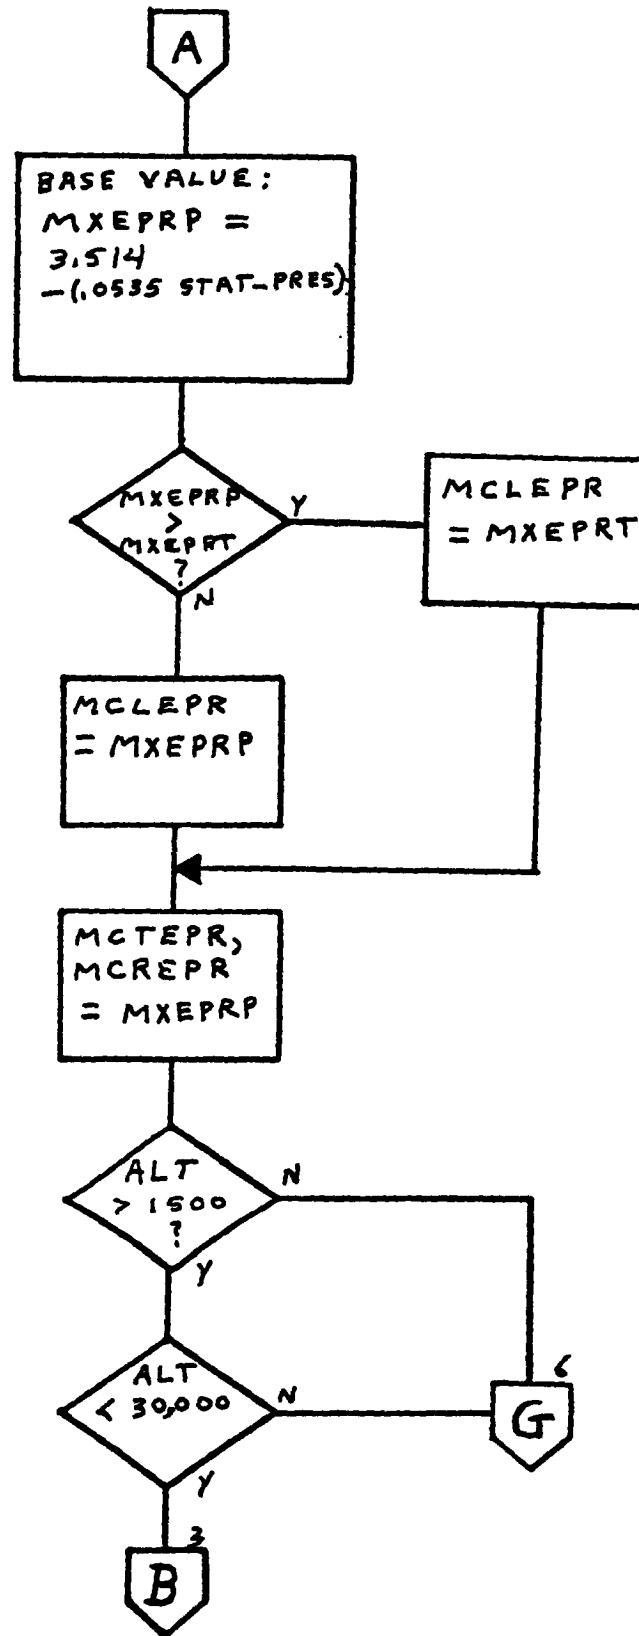 A
BASE VALUE:
MXEPRP =
3.514
-(.0535 STAT_PRES)
MXEPRP
>
MXEPRT
?
Y
N
MCLEPR
= MXEPRT
MCLEPR
= MXEPRP
MCTEPR,
MCREPR
= MXEPRP
ALT
> 1500
?
N
Y
ALT
< 30,000
N
Y
6
G
3
B